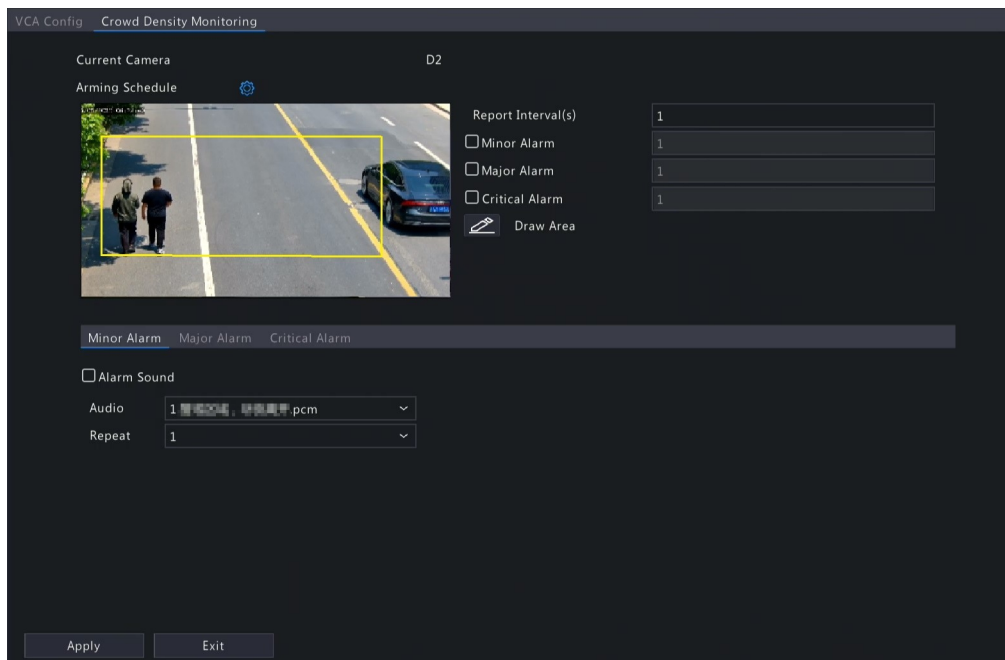 VCA Config Crowd Density Monitoring
Current Camera D2
Arming Schedule
Report Interval(s) 1
Minor Alarm 1
Major Alarm 1
Critical Alarm 1
Draw Area
Minor Alarm Major Alarm Critical Alarm
Alarm Sound
Audio 1 .pcm
Repeat 1
Apply Exit